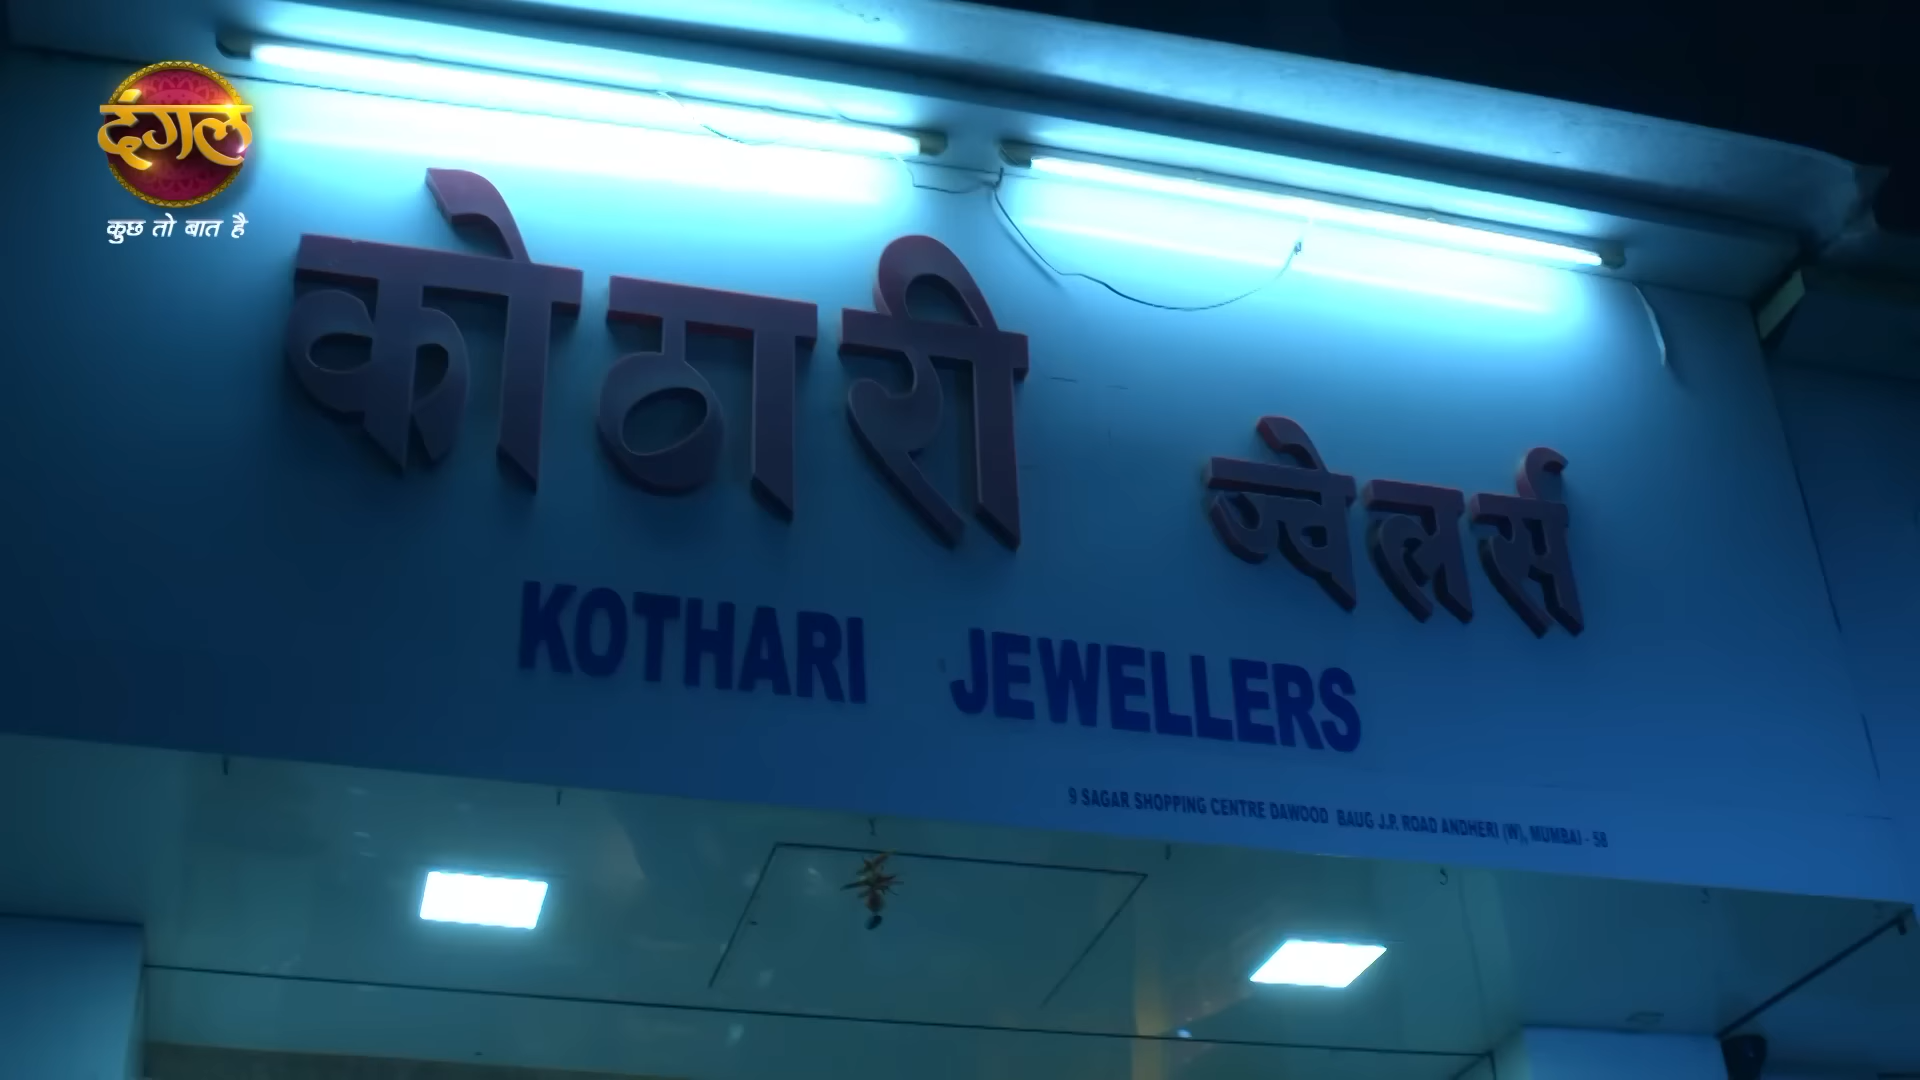 दंगल
कुछ तो बात है
कोठारी ज्वेलर्स
KOTHARI JEWELLERS
9 SAGAR SHOPPING CENTRE DAWOOD BAUG J.P. ROAD ANDHERI (W), MUMBAI - 58